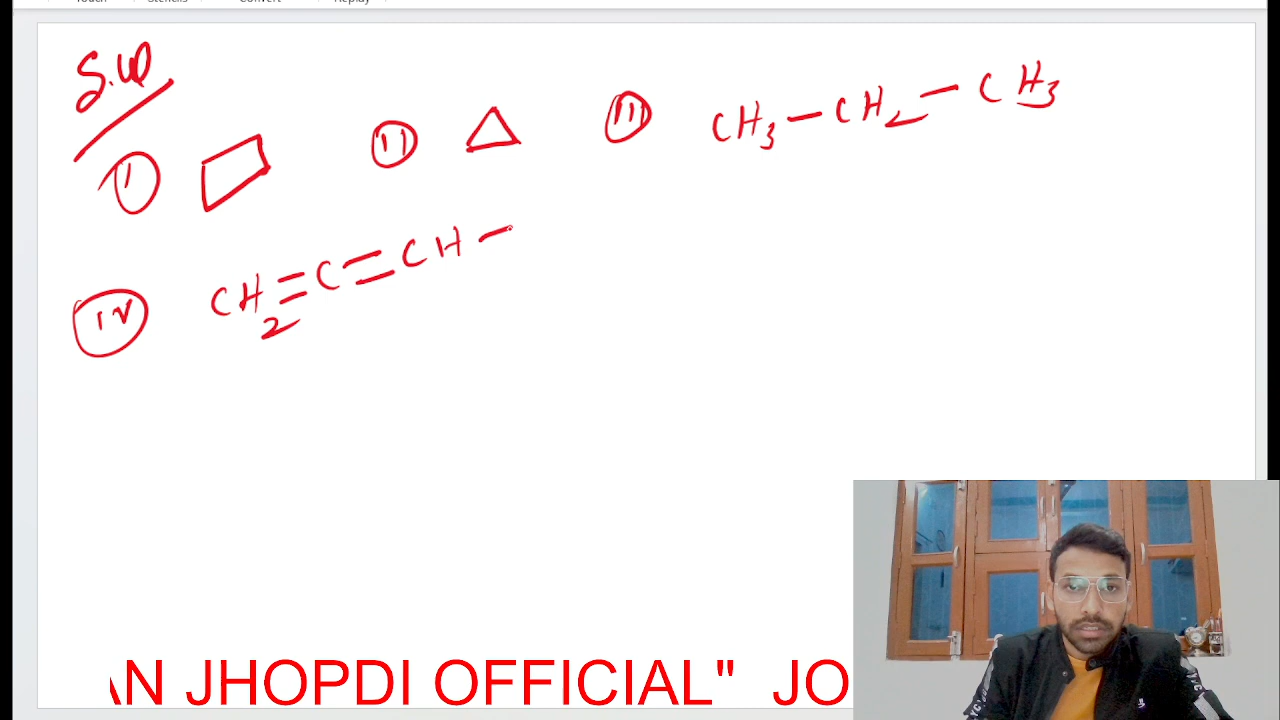 (I) (II) (III) CH3-CH2-CH3
(IV) CH2=C=CH-
AN JHOPDI OFFICIAL" JO